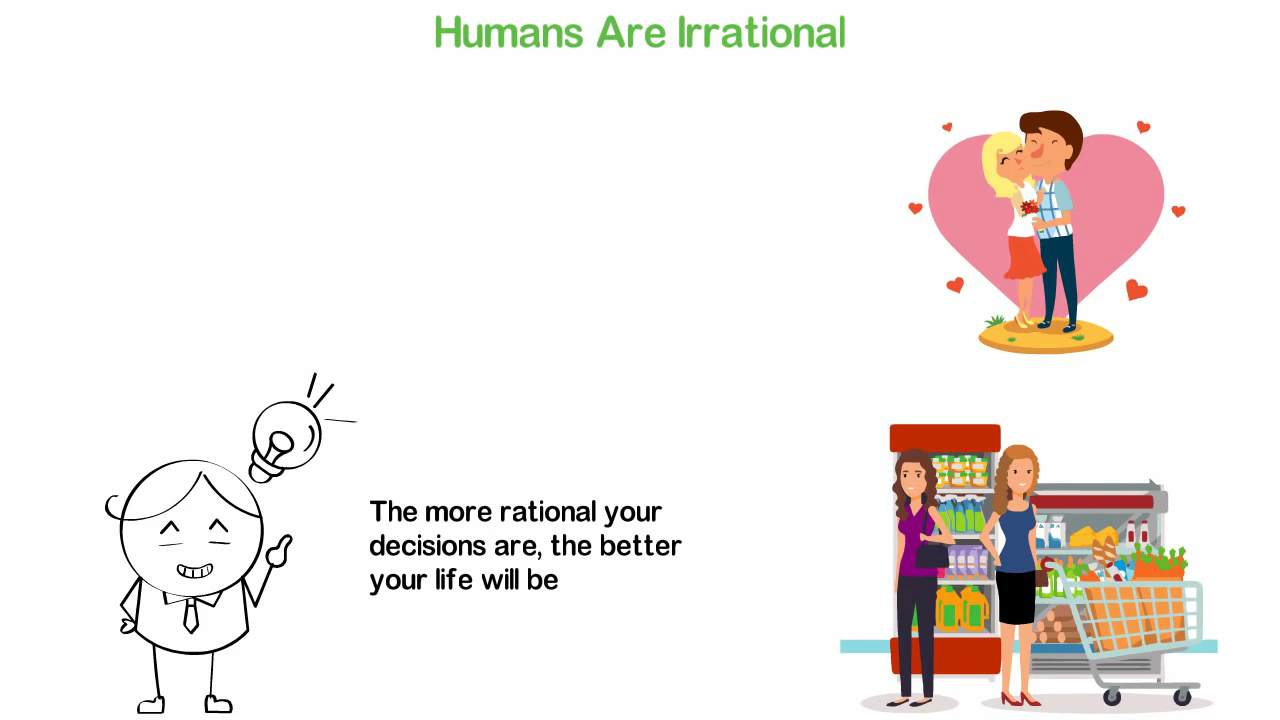 Humans Are Irrational
The more rational your
decisions are, the better
your life will be